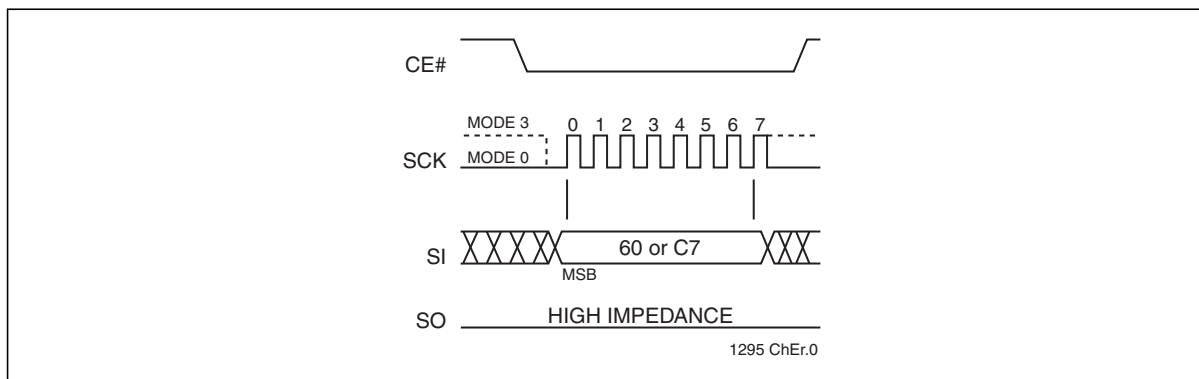 CE#
MODE 3
0 1 2 3 4 5 6 7
SCK
MODE 0
SI
60 or C7
MSB
SO
HIGH IMPEDANCE
1295 ChEr.0